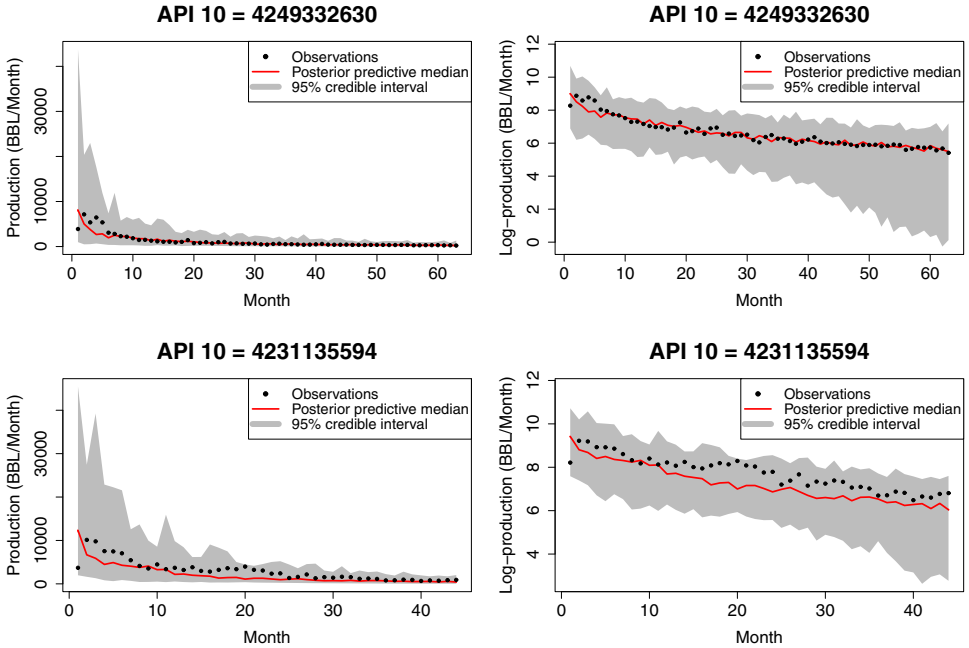 API 10 = 4249332630
Observations
Posterior predictive median
95% credible interval
Production (BBL/Month)
0 10000 30000
0 10 20 30 40 50 60
Month
API 10 = 4249332630
Observations
Posterior predictive median
95% credible interval
Log−production (BBL/Month)
0 2 4 6 8 10 12
0 10 20 30 40 50 60
Month
API 10 = 4231135594
Observations
Posterior predictive median
95% credible interval
Production (BBL/Month)
0 10000 30000
0 10 20 30 40
Month
API 10 = 4231135594
Observations
Posterior predictive median
95% credible interval
Log−production (BBL/Month)
4 6 8 10 12
0 10 20 30 40
Month